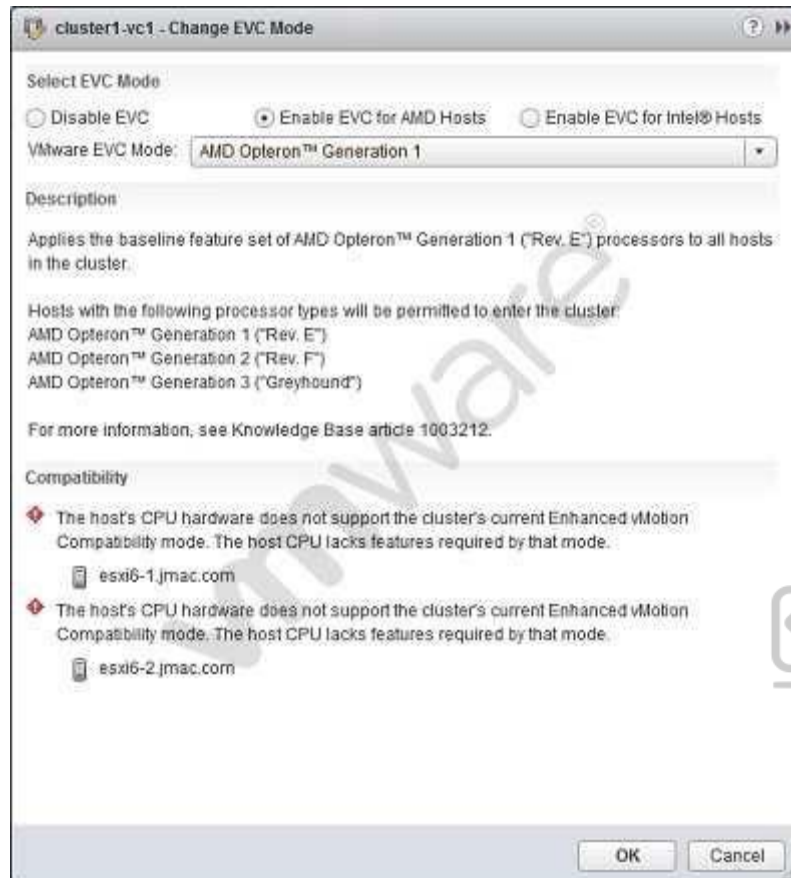 cluster1-vc1 - Change EVC Mode
Select EVC Mode
Disable EVC
Enable EVC for AMD Hosts
Enable EVC for Intel® Hosts
VMware EVC Mode:
AMD Opteron™ Generation 1
Description
Applies the baseline feature set of AMD Opteron™ Generation 1 ("Rev. E") processors to all hosts
in the cluster.
Hosts with the following processor types will be permitted to enter the cluster:
AMD Opteron™ Generation 1 ("Rev. E")
AMD Opteron™ Generation 2 ("Rev. F")
AMD Opteron™ Generation 3 ("Greyhound")
For more information, see Knowledge Base article 1003212.
Compatibility
The host's CPU hardware does not support the cluster's current Enhanced vMotion
Compatibility mode. The host CPU lacks features required by that mode.
esxi6-1.jmac.com
The host's CPU hardware does not support the cluster's current Enhanced vMotion
Compatibility mode. The host CPU lacks features required by that mode.
esxi6-2.jmac.com
vmware®
OK
Cancel